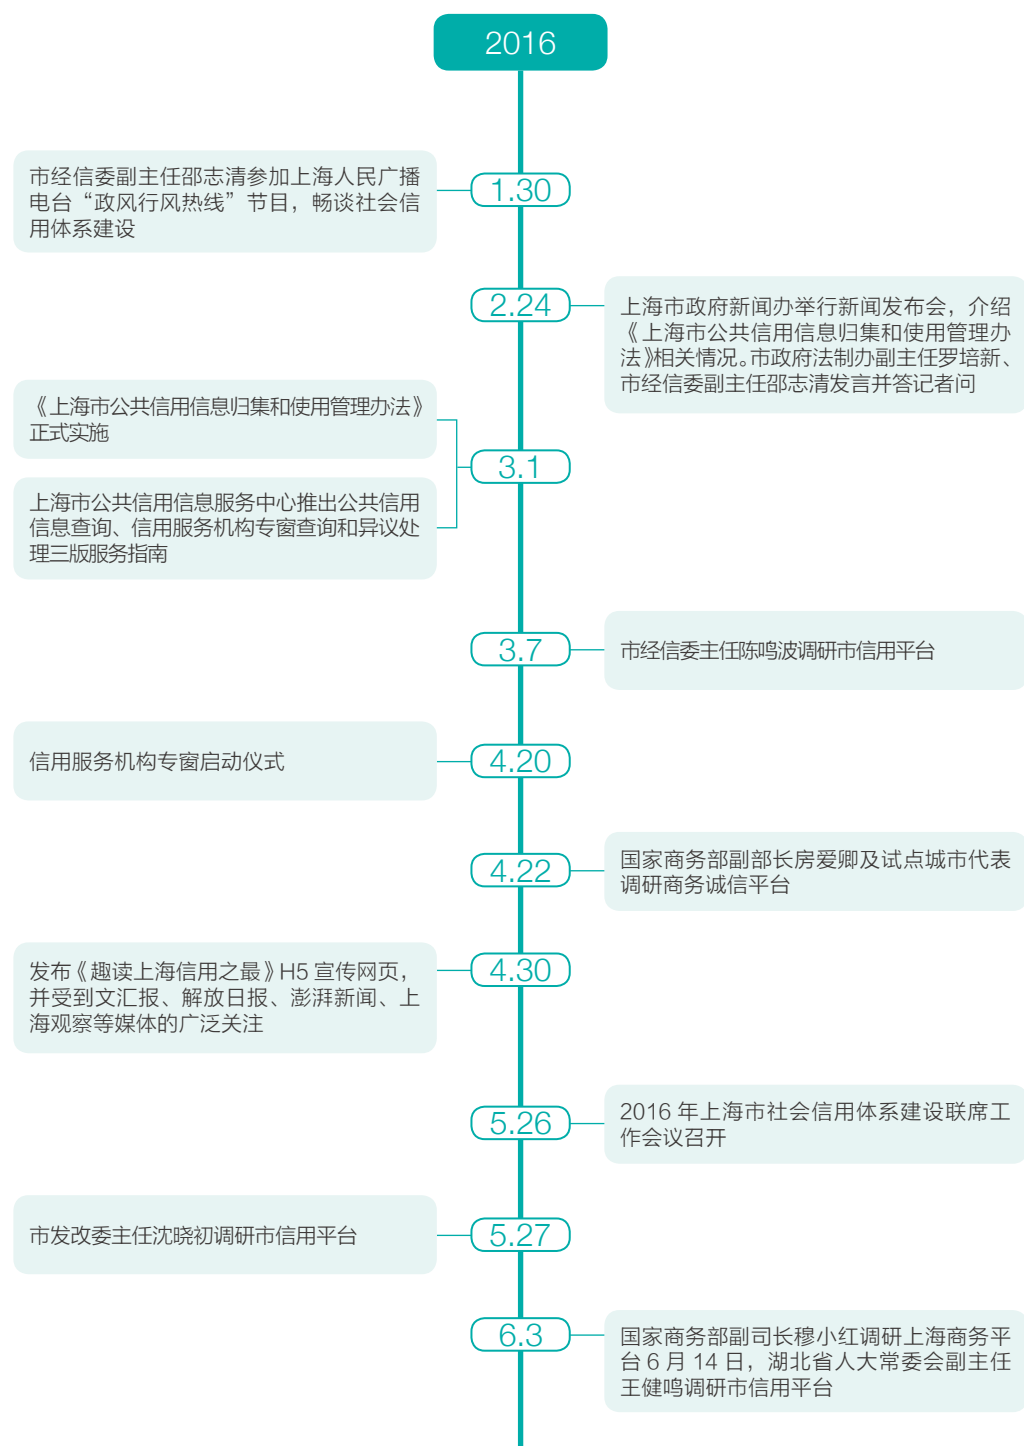 2016
市经信委副主任邵志清参加上海人民广播
电台“政风行风热线”节目，畅谈社会信
用体系建设
1.30
2.24
上海市政府新闻办举行新闻发布会，介绍
《上海市公共信用信息归集和使用管理办
法》相关情况。市政府法制办副主任罗培新、
市经信委副主任邵志清发言并答记者问
《上海市公共信用信息归集和使用管理办法》
正式实施
3.1
上海市公共信用信息服务中心推出公共信用
信息查询、信用服务机构专窗查询和异议处
理三版服务指南
3.7
市经信委主任陈鸣波调研市信用平台
信用服务机构专窗启动仪式
4.20
4.22
国家商务部副部长房爱卿及试点城市代表
调研商务诚信平台
发布《趣读上海信用之最》H5 宣传网页，
并受到文汇报、解放日报、澎湃新闻、上
海观察等媒体的广泛关注
4.30
5.26
2016 年上海市社会信用体系建设联席工
作会议召开
市发改委主任沈晓初调研市信用平台
5.27
6.3
国家商务部副司长穆小红调研上海商务平
台 6 月 14 日，湖北省人大常委会副主任
王健鸣调研市信用平台